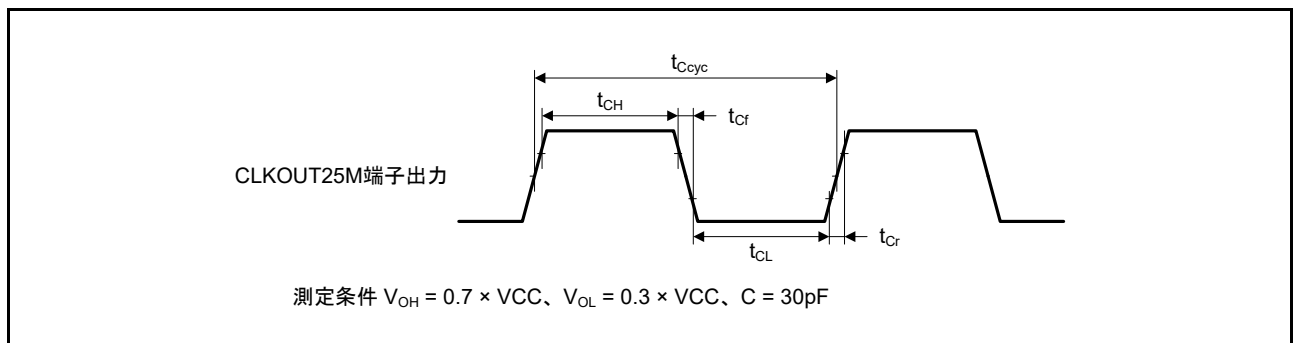 tCcyc
tCH
tCf
CLKOUT25M端子出力
tCL
tCr
測定条件 VOH = 0.7 × VCC、VOL = 0.3 × VCC、C = 30pF